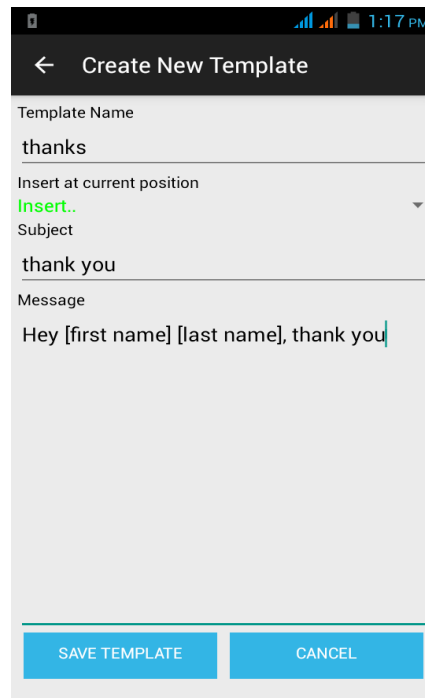 1:17 PM
Create New Template
Template Name
thanks
Insert at current position
Insert..
Subject
thank you
Message
Hey [first name] [last name], thank you
SAVE TEMPLATE
CANCEL